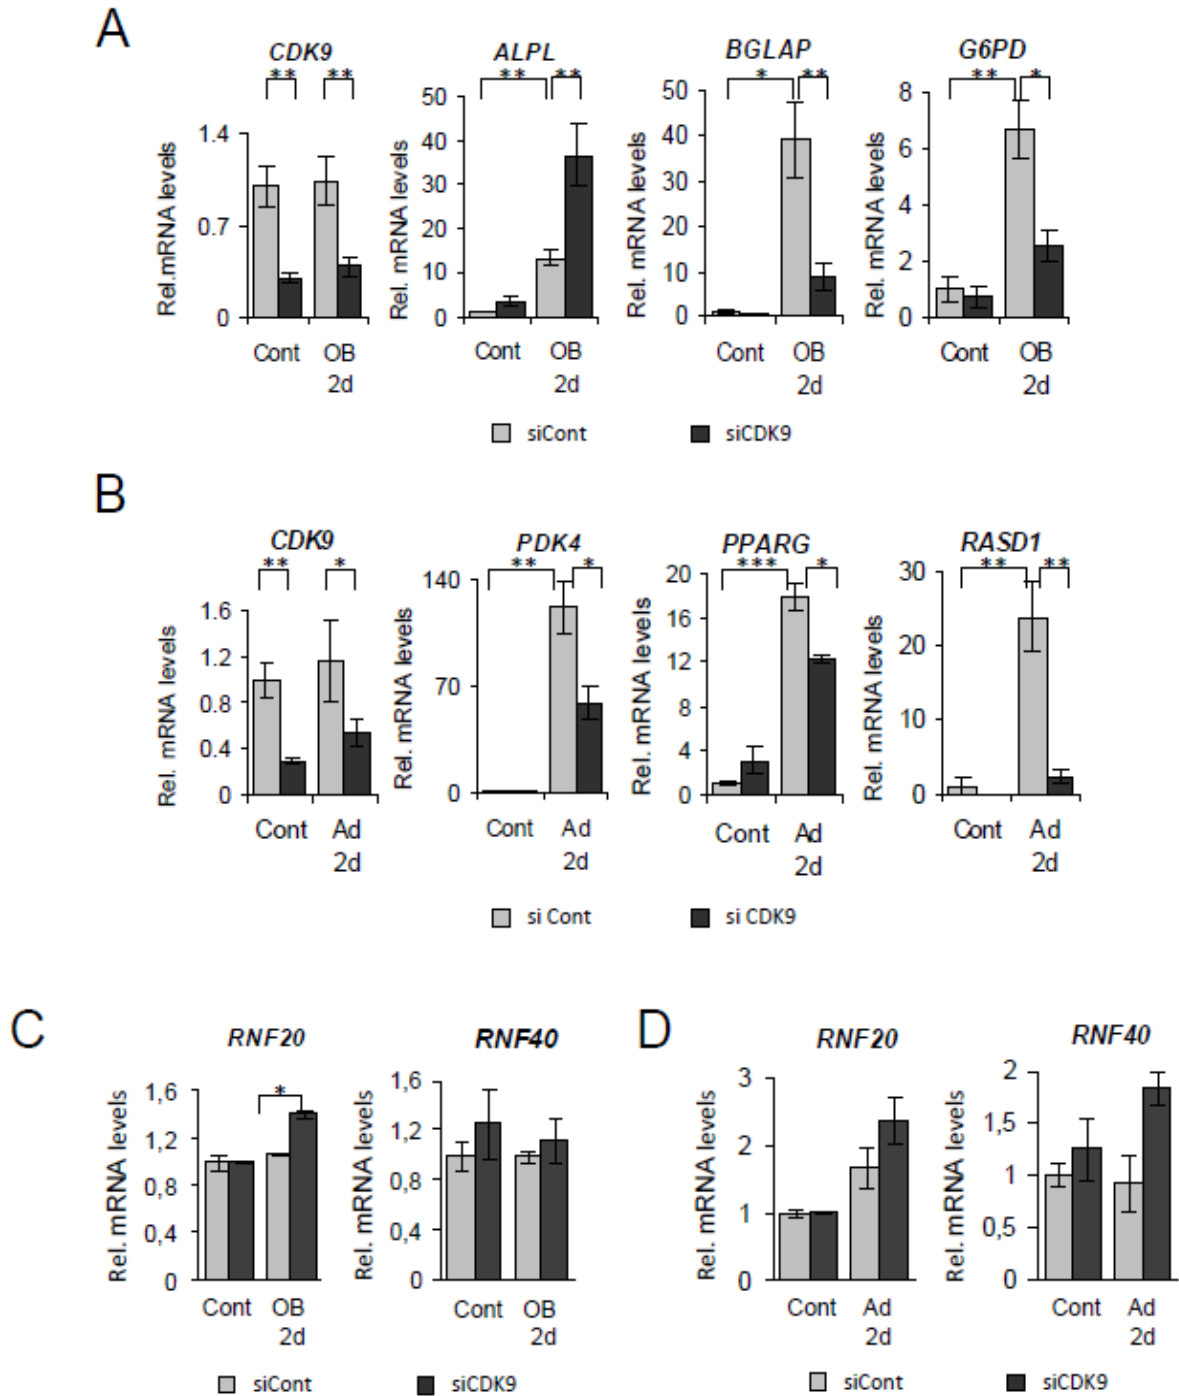 A
CDK9 ALPL BGLAP G6PD
** ** ** ** * ** ** *
Rel.mRNA levels 1.4 0.7 0
Rel. mRNA levels 50 40 30 20 10 0
Rel. mRNA levels 50 40 30 20 10 0
Rel. mRNA levels 8 6 4 2 0
Cont OB Cont OB Cont OB Cont OB
2d 2d 2d 2d
siCont siCDK9
B
CDK9 PDK4 PPARG RASD1
** * ** * *** * ** **
Rel. mRNA levels 1.6 1.2 0.8 0.4 0
Rel. mRNA levels 140 70 0
Rel. mRNA levels 20 16 12 8 4 0
Rel. mRNA levels 30 20 10 0
Cont Ad Cont Ad Cont Ad Cont Ad
2d 2d 2d 2d
si Cont si CDK9
C
RNF20 RNF40
*
Rel. mRNA levels 1,6 1,2 0,8 0,4 0
Rel. mRNA levels 1,6 1,2 0,8 0,4 0
Cont OB Cont OB
2d 2d
siCont siCDK9
D
RNF20 RNF40
Rel. mRNA levels 3 2 1 0
Rel. mRNA levels 2 1,5 1 0,5 0
Cont Ad Cont Ad
2d 2d
siCont siCDK9